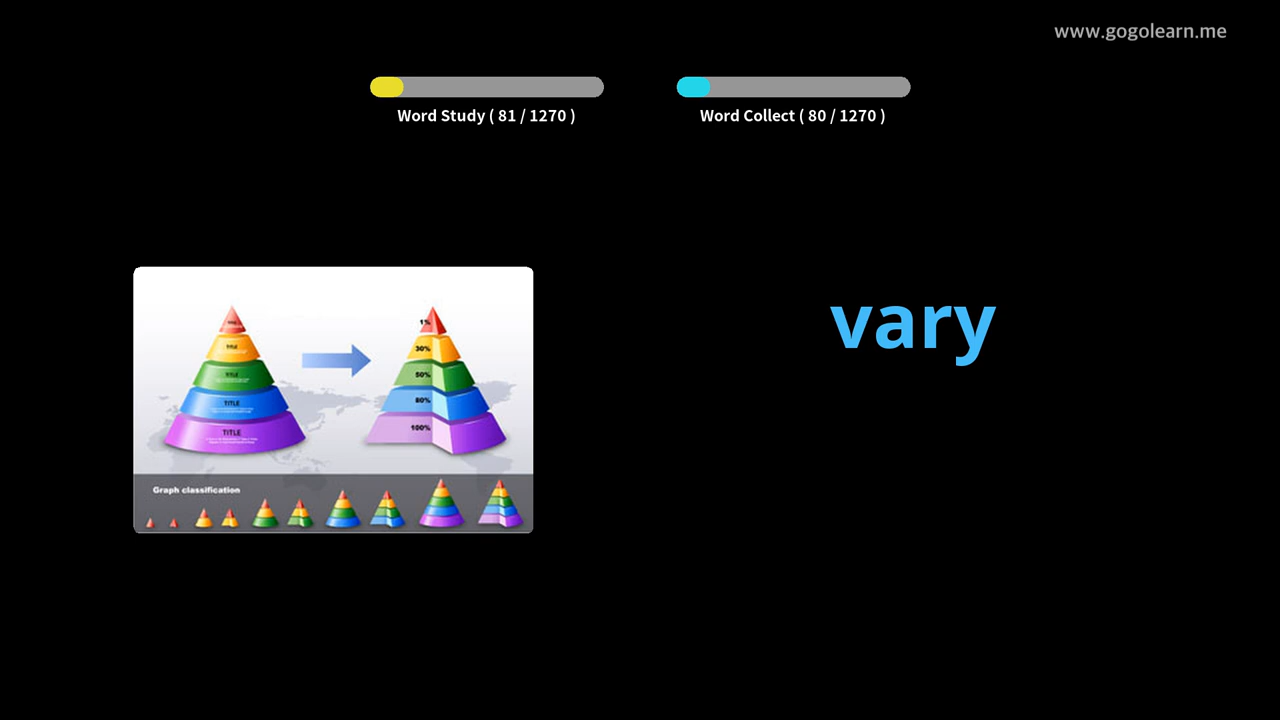 www.gogolearn.me
Word Study ( 81 / 1270 )
Word Collect ( 80 / 1270 )
vary
TITLE
TITLE
TITLE
TITLE
1%
30%
50%
80%
100%
Graph classification